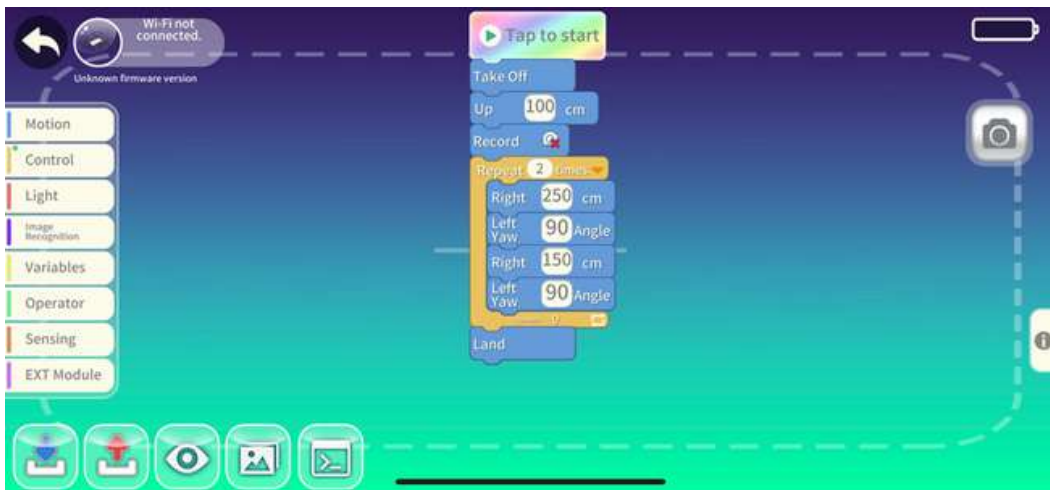 Wi-Fi not
connected.
Unknown firmware version
Motion
Control
Light
Image
Recognition
Variables
Operator
Sensing
EXT Module
Tap to start
Take Off
Up 100 cm
Record
Repeat 2 times
Right 250 cm
Left
Yaw 90 Angle
Right 150 cm
Left
Yaw 90 Angle
Land